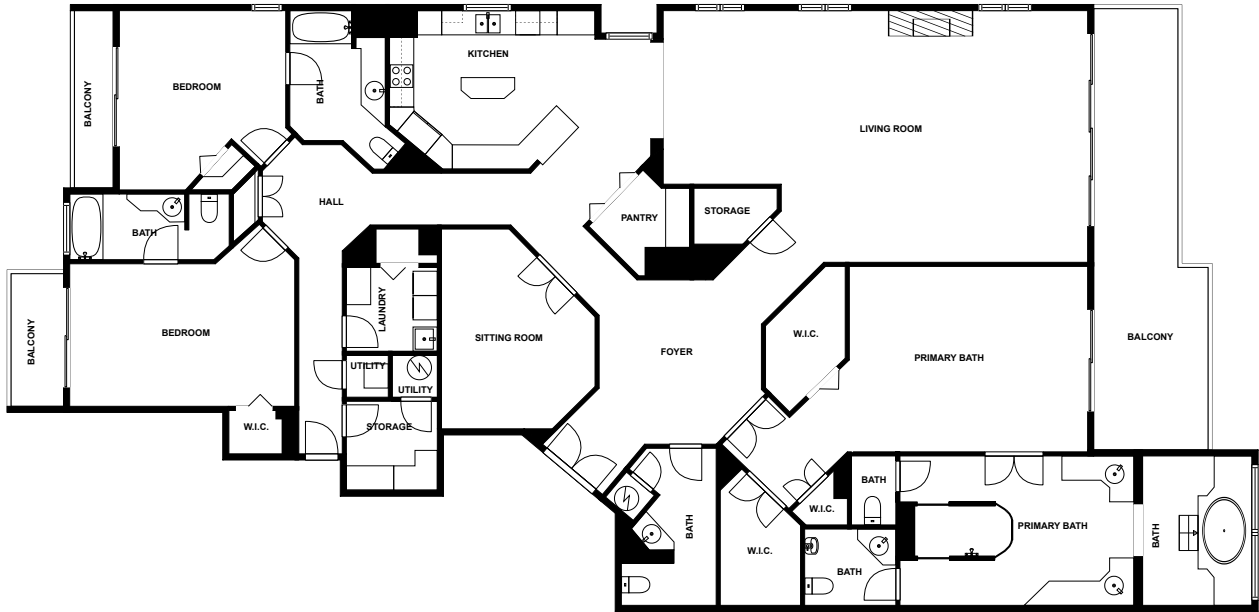 KITCHEN
BEDROOM
BALCONY
BATH
LIVING ROOM
HALL
PANTRY
STORAGE
BATH
LAUNDRY
BEDROOM
BALCONY
SITTING ROOM
FOYER
W.I.C.
PRIMARY BATH
BALCONY
UTILITY
UTILITY
W.I.C.
STORAGE
BATH
W.I.C.
BATH
W.I.C.
BATH
PRIMARY BATH
BATH